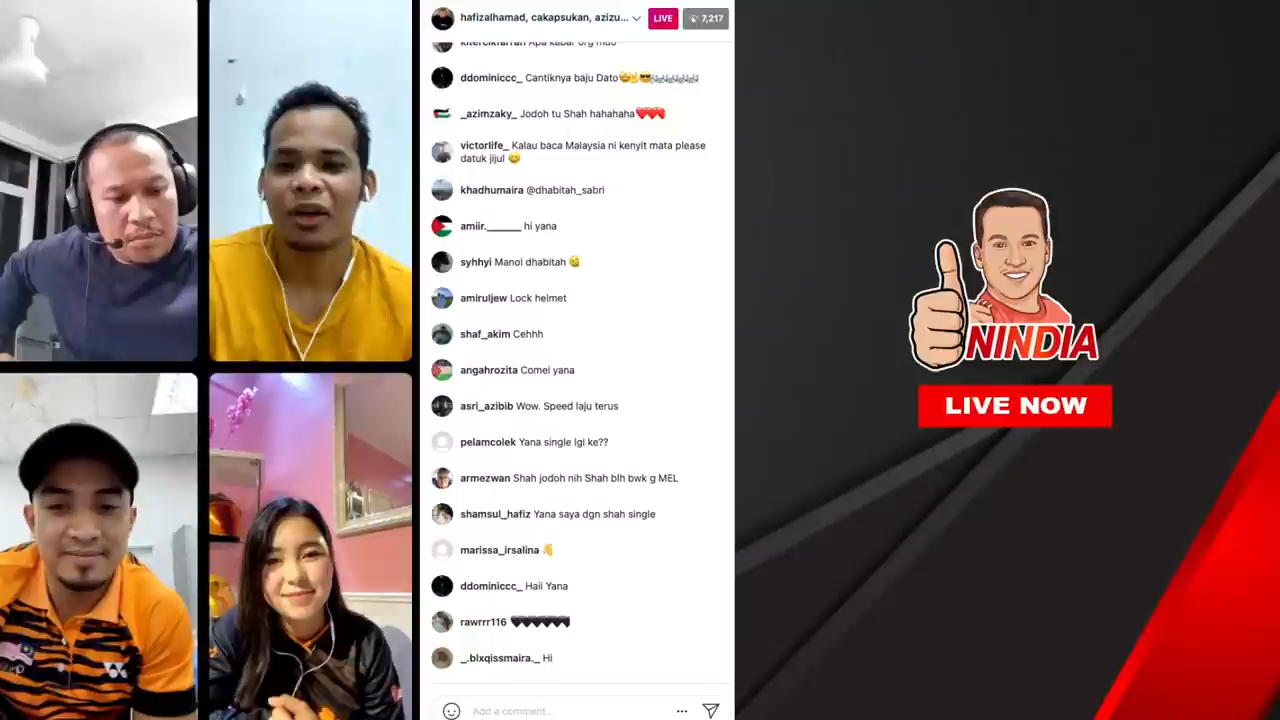 hafizalhamad, cakapsukan, azizu...
LIVE
7,217
kitercikfarrah Apa kabar org muo
ddominiccc_ Cantiknya baju Dato🤩🤟😎
_azimzaky_ Jodoh tu Shah hahahaha❤️❤️❤️
victorlife_ Kalau baca Malaysia ni kenyit mata please
datuk jijul 😄
khadhumaira @dhabitah_sabri
amiir._______ hi yana
syhhyi Manoi dhabitah
amiruljew Lock helmet
shaf_akim Cehhh
angahrozita Comei yana
asri_azibib Wow. Speed laju terus
pelamcolek Yana single lgi ke??
armezwan Shah jodoh nih Shah blh bwk g MEL
shamsul_hafiz Yana saya dgn shah single
marissa_irsalina 👋
ddominiccc_ Haii Yana
rawrrr116 🖤🖤🖤🖤🖤🖤
_.blxqissmaira._ Hi
Add a comment...
NINDIA
LIVE NOW